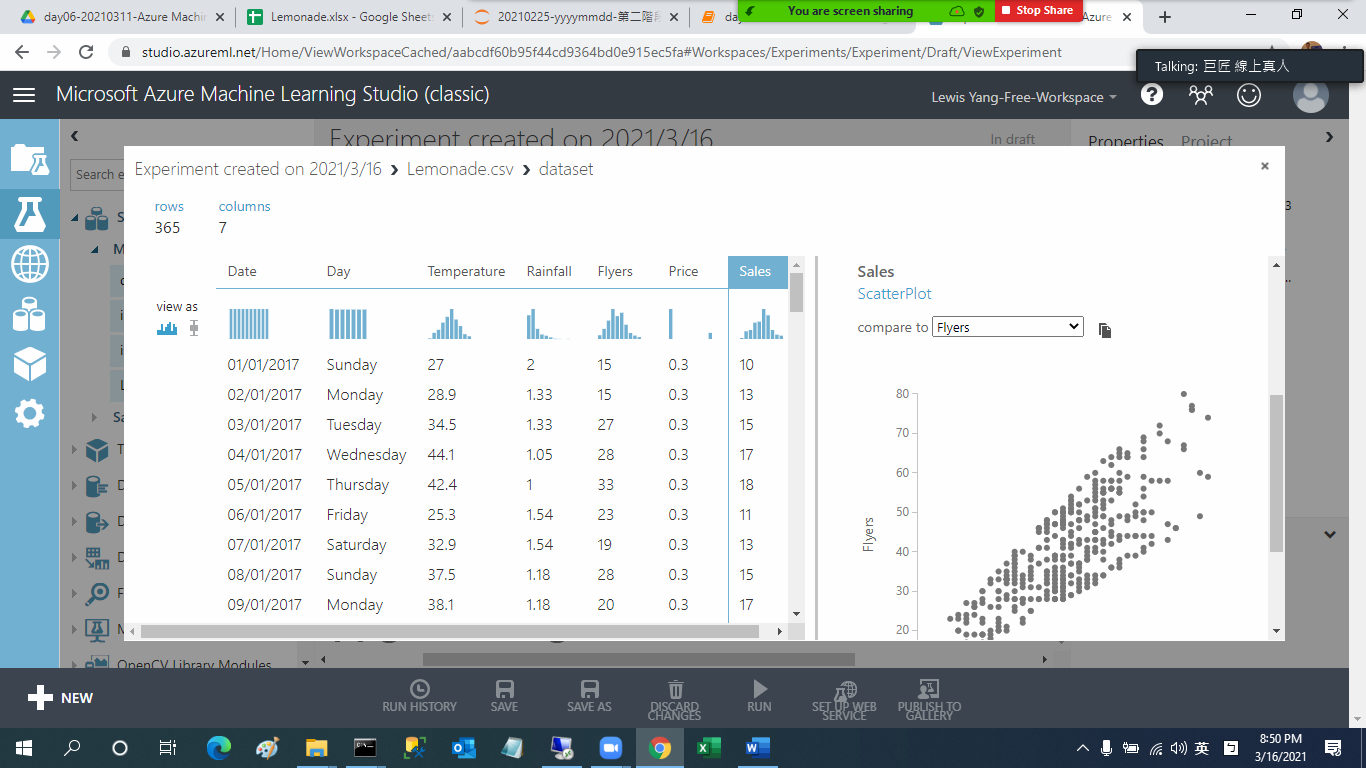 day06-20210311-Azure Machin
Lemonade.xlsx - Google Sheets
20210225-yyyymmdd-第二階段
day
You are screen sharing
Stop Share
Azure
studio.azureml.net/Home/ViewWorkspaceCached/aabcdf60b95f44cd9364bd0e915ec5fa#Workspaces/Experiments/Experiment/Draft/ViewExperiment
Talking: 巨匠 線上真人
Microsoft Azure Machine Learning Studio (classic)
Lewis Yang-Free-Workspace
?
Experiment created on 2021/3/16
In draft
Properties Project
Search e
Experiment created on 2021/3/16 › Lemonade.csv › dataset
rows columns
365 7
Date Day Temperature Rainfall Flyers Price Sales
view as
01/01/2017 Sunday 27 2 15 0.3 10
02/01/2017 Monday 28.9 1.33 15 0.3 13
03/01/2017 Tuesday 34.5 1.33 27 0.3 15
04/01/2017 Wednesday 44.1 1.05 28 0.3 17
05/01/2017 Thursday 42.4 1 33 0.3 18
06/01/2017 Friday 25.3 1.54 23 0.3 11
07/01/2017 Saturday 32.9 1.54 19 0.3 13
08/01/2017 Sunday 37.5 1.18 28 0.3 15
09/01/2017 Monday 38.1 1.18 20 0.3 17
Sales
ScatterPlot
compare to Flyers
80
70
60
50
40
30
20
Flyers
OpenCV Library Modules
NEW
RUN HISTORY
SAVE
SAVE AS
DISCARD CHANGES
RUN
SET UP WEB SERVICE
PUBLISH TO GALLERY
英
8:50 PM
3/16/2021